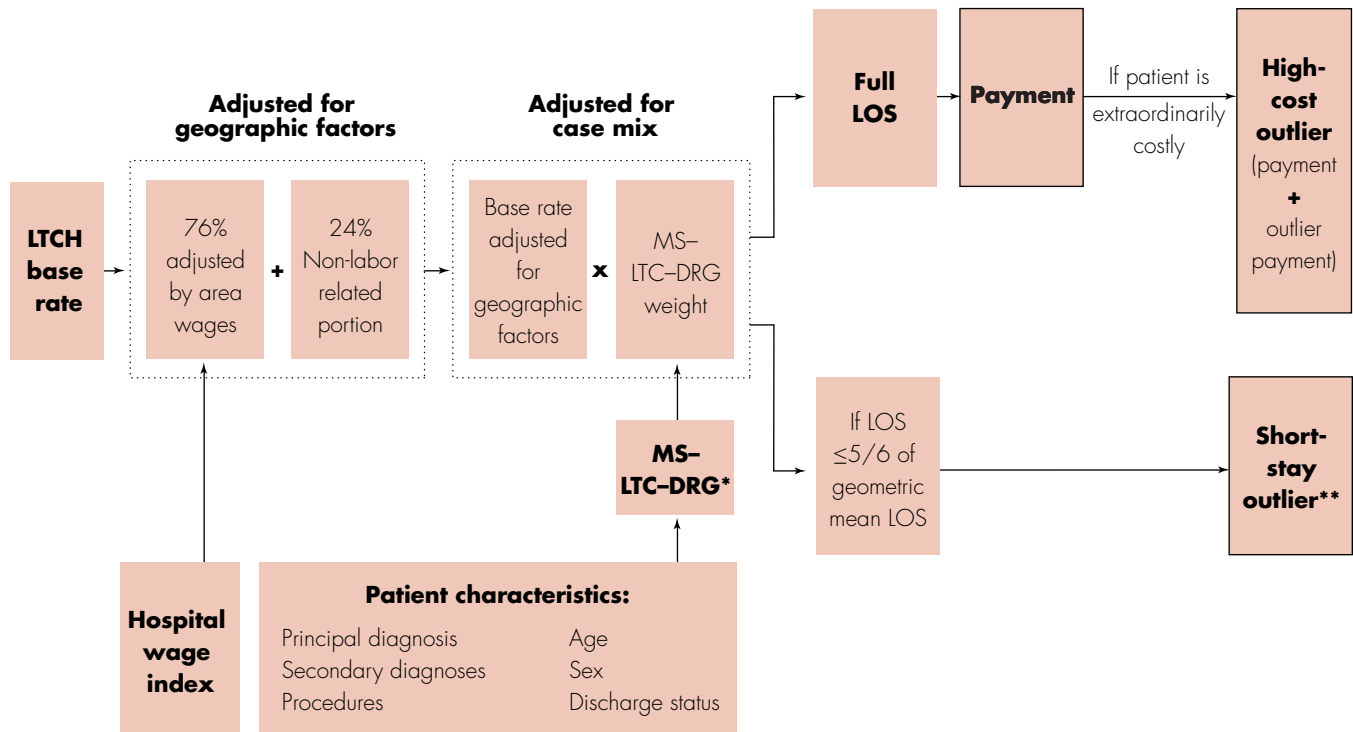 Adjusted for
geographic factors
LTCH
base
rate
76%
adjusted
by area
wages
+
24%
Non-labor
related
portion
Adjusted for
case mix
Base rate
adjusted
for
geographic
factors
x
MS–
LTC–DRG
weight
Full
LOS
Payment
If patient is
extraordinarily
costly
High-
cost
outlier
(payment
+
outlier
payment)
MS–
LTC–DRG*
If LOS
≤5/6 of
geometric
mean LOS
Short-
stay
outlier**
Hospital
wage
index
Patient characteristics:
Principal diagnosis
Secondary diagnoses
Procedures
Age
Sex
Discharge status